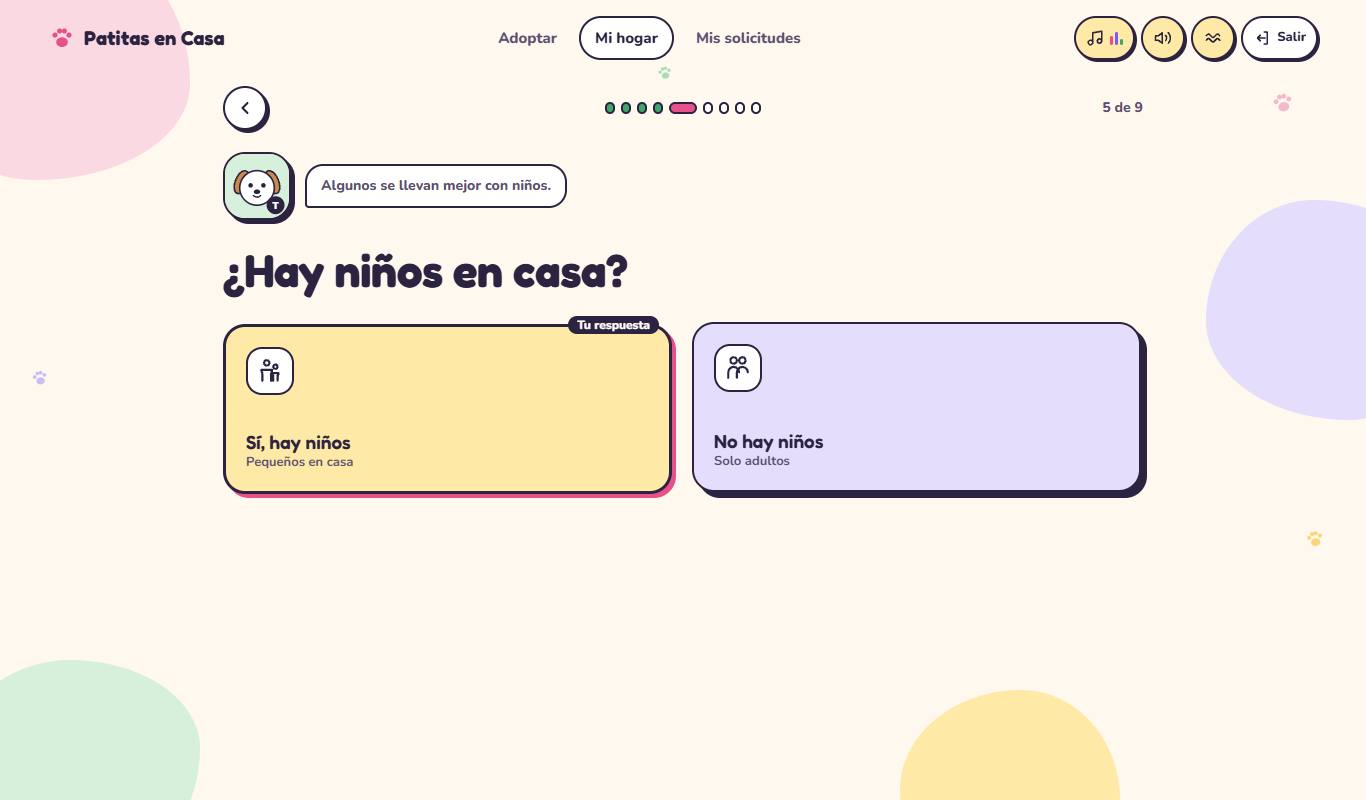 Patitas en Casa
Adoptar
Mi hogar
Mis solicitudes
Salir
5 de 9
T
Algunos se llevan mejor con niños.
¿Hay niños en casa?
Tu respuesta
Sí, hay niños
Pequeños en casa
No hay niños
Solo adultos